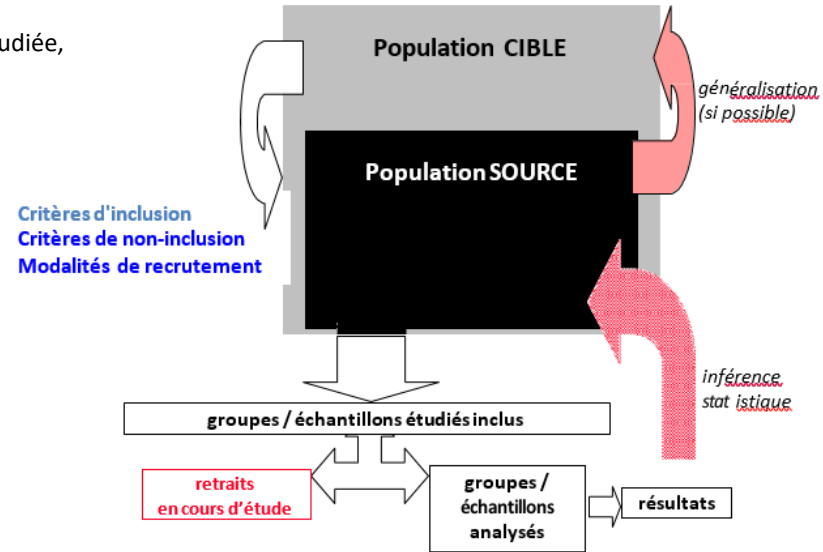 udiée,
Population CIBLE
généralisation
(si possible)
Population SOURCE
Critères d'inclusion
Critères de non-inclusion
Modalités de recrutement
inférence
stat istique
groupes / échantillons étudiés inclus
retraits
en cours d'étude
groupes /
échantillons
analysés
résultats